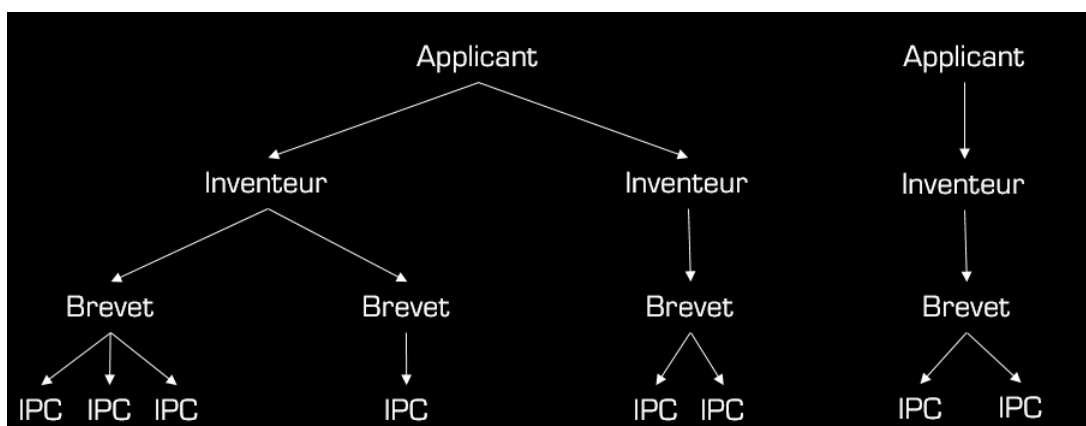 Applicant Applicant
Inventeur Inventeur Inventeur
Brevet Brevet Brevet Brevet
IPC IPC IPC IPC IPC IPC IPC IPC